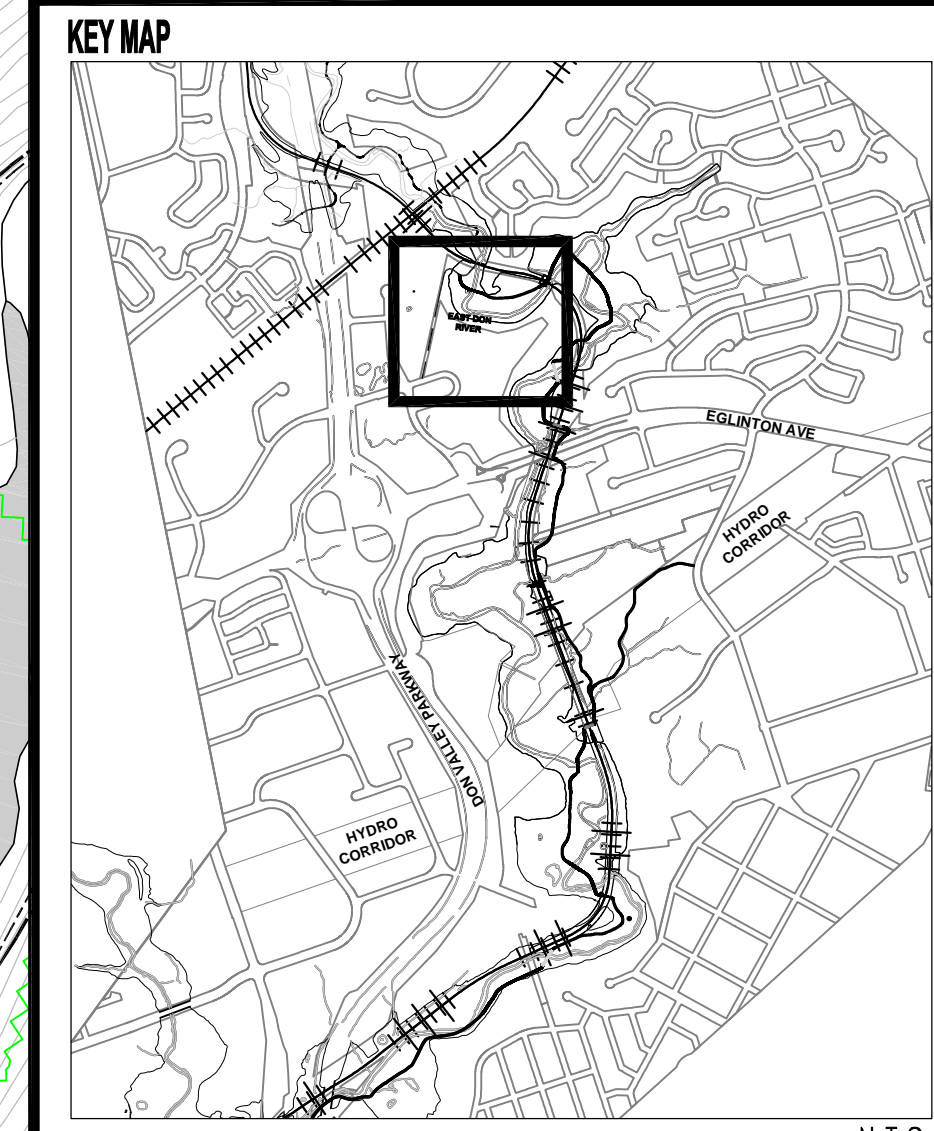 KEY MAP
EAST DON
RIVER
EGLINTON AVE
HYDRO
CORRIDOR
DON VALLEY PARKWAY
HYDRO
CORRIDOR